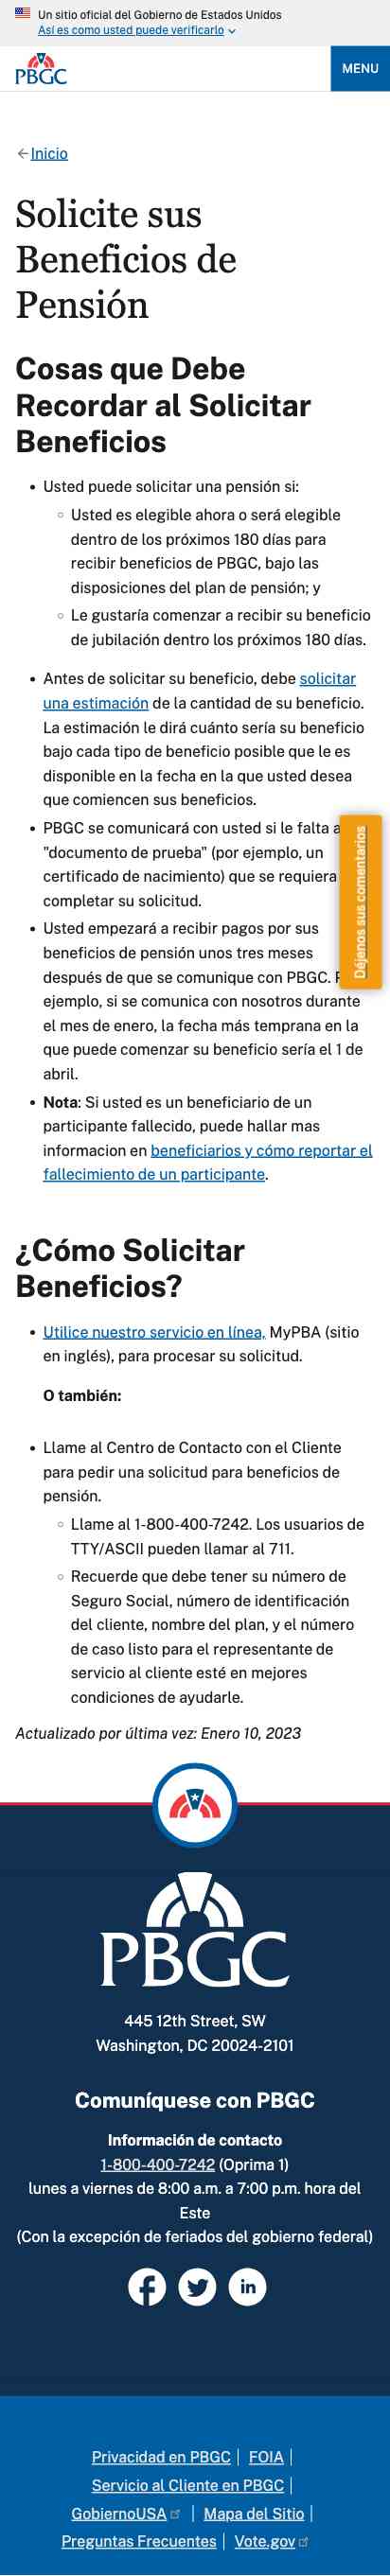 Un sitio oficial del Gobierno de Estados Unidos
Así es como usted puede verificarlo
PBGC
MENU
Inicio
Solicite sus
Beneficios de
Pensión
Cosas que Debe
Recordar al Solicitar
Beneficios
Usted puede solicitar una pensión si:
Usted es elegible ahora o será elegible
dentro de los próximos 180 días para
recibir beneficios de PBGC, bajo las
disposiciones del plan de pensión; y
Le gustaría comenzar a recibir su beneficio
de jubilación dentro los próximos 180 días.
Antes de solicitar su beneficio, debe solicitar
una estimación de la cantidad de su beneficio.
La estimación le dirá cuánto sería su beneficio
bajo cada tipo de beneficio posible que le es
disponible en la fecha en la que usted desea
que comiencen sus beneficios.
PBGC se comunicará con usted si le falta a
"documento de prueba" (por ejemplo, un
certificado de nacimiento) que se requiera
completar su solicitud.
Usted empezará a recibir pagos por sus
beneficios de pensión unos tres meses
después de que se comunique con PBGC.
ejemplo, si se comunica con nosotros durante
el mes de enero, la fecha más temprana en la
que puede comenzar su beneficio sería el 1 de
abril.
Déjenos sus comentarios
Nota: Si usted es un beneficiario de un
participante fallecido, puede hallar mas
informacion en beneficiarios y cómo reportar el
fallecimiento de un participante.
¿Cómo Solicitar
Beneficios?
Utilice nuestro servicio en línea, MyPBA (sitio
en inglés), para procesar su solicitud.
O también:
Llame al Centro de Contacto con el Cliente
para pedir una solicitud para beneficios de
pensión.
Llame al 1-800-400-7242. Los usuarios de
TTY/ASCII pueden llamar al 711.
Recuerde que debe tener su número de
Seguro Social, número de identificación
del cliente, nombre del plan, y el número
de caso listo para el representante de
servicio al cliente esté en mejores
condiciones de ayudarle.
Actualizado por última vez: Enero 10, 2023
PBGC
445 12th Street, SW
Washington, DC 20024-2101
Comuníquese con PBGC
Información de contacto
1-800-400-7242 (Oprima 1)
lunes a viernes de 8:00 a.m. a 7:00 p.m. hora del
Este
(Con la excepción de feriados del gobierno federal)
Privacidad en PBGC | FOIA |
Servicio al Cliente en PBGC |
GobiernoUSA | Mapa del Sitio |
Preguntas Frecuentes | Vote.gov